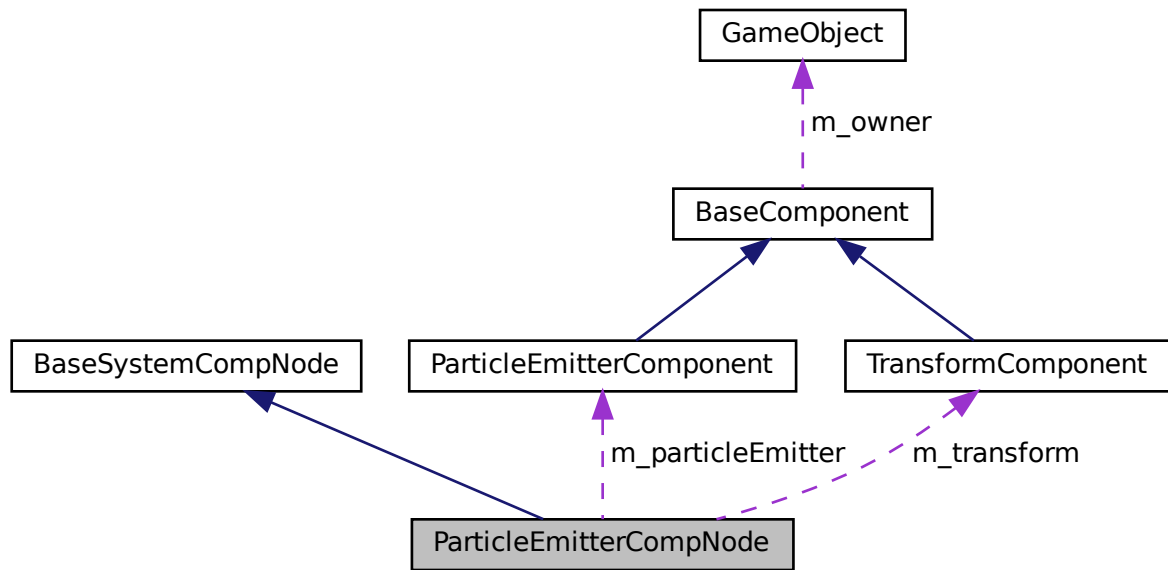 GameObject
m_owner
BaseComponent
BaseSystemCompNode
ParticleEmitterComponent
TransformComponent
m_particleEmitter
m_transform
ParticleEmitterCompNode